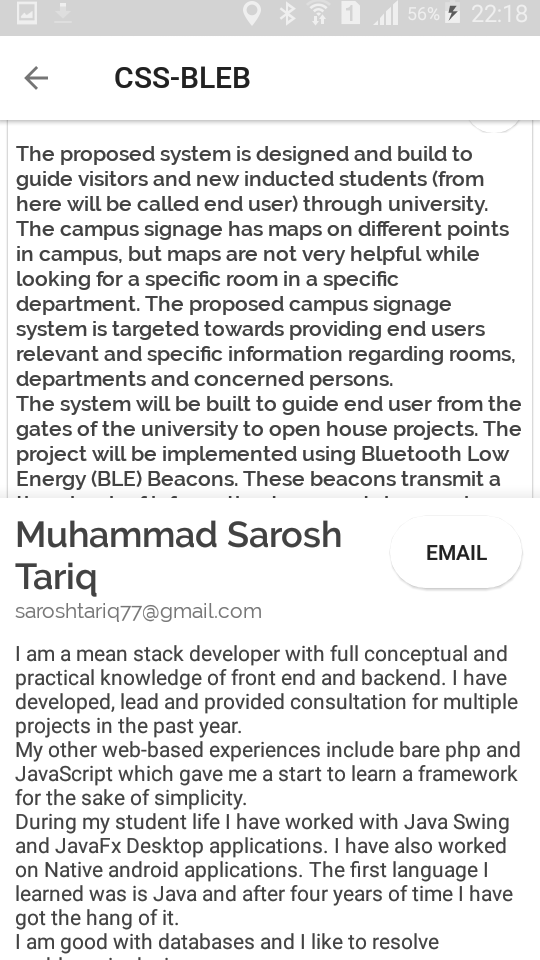 1
56%
22:18
CSS-BLEB
The proposed system is designed and build to
guide visitors and new inducted students (from
here will be called end user) through university.
The campus signage has maps on different points
in campus, but maps are not very helpful while
looking for a specific room in a specific
department. The proposed campus signage
system is targeted towards providing end users
relevant and specific information regarding rooms,
departments and concerned persons.
The system will be built to guide end user from the
gates of the university to open house projects. The
project will be implemented using Bluetooth Low
Energy (BLE) Beacons. These beacons transmit a
Muhammad Sarosh
Tariq
EMAIL
saroshtariq77@gmail.com
I am a mean stack developer with full conceptual and
practical knowledge of front end and backend. I have
developed, lead and provided consultation for multiple
projects in the past year.
My other web-based experiences include bare php and
JavaScript which gave me a start to learn a framework
for the sake of simplicity.
During my student life I have worked with Java Swing
and JavaFx Desktop applications. I have also worked
on Native android applications. The first language I
learned was is Java and after four years of time I have
got the hang of it.
I am good with databases and I like to resolve